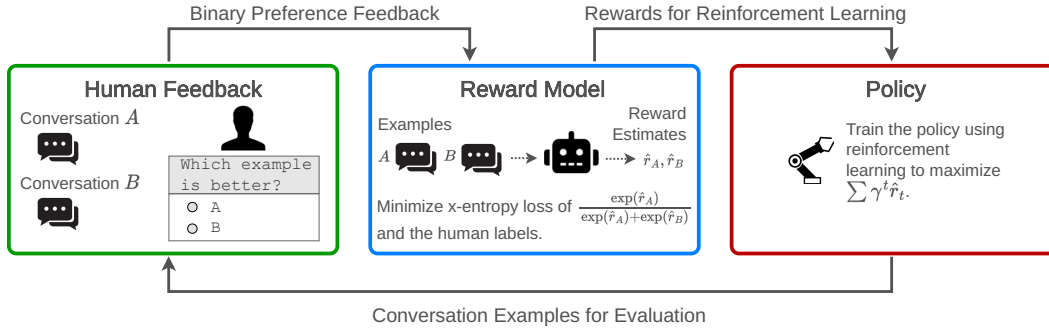 Binary Preference Feedback
Rewards for Reinforcement Learning
Human Feedback
Conversation A
Conversation B
Which example
is better?
A
B
Reward Model
Examples
A
B
Reward
Estimates
r̂_A, r̂_B
Minimize x-entropy loss of exp(r̂_A) / exp(r̂_A)+exp(r̂_B)
and the human labels.
Policy
Train the policy using
reinforcement
learning to maximize
∑ γ^t r̂_t.
Conversation Examples for Evaluation